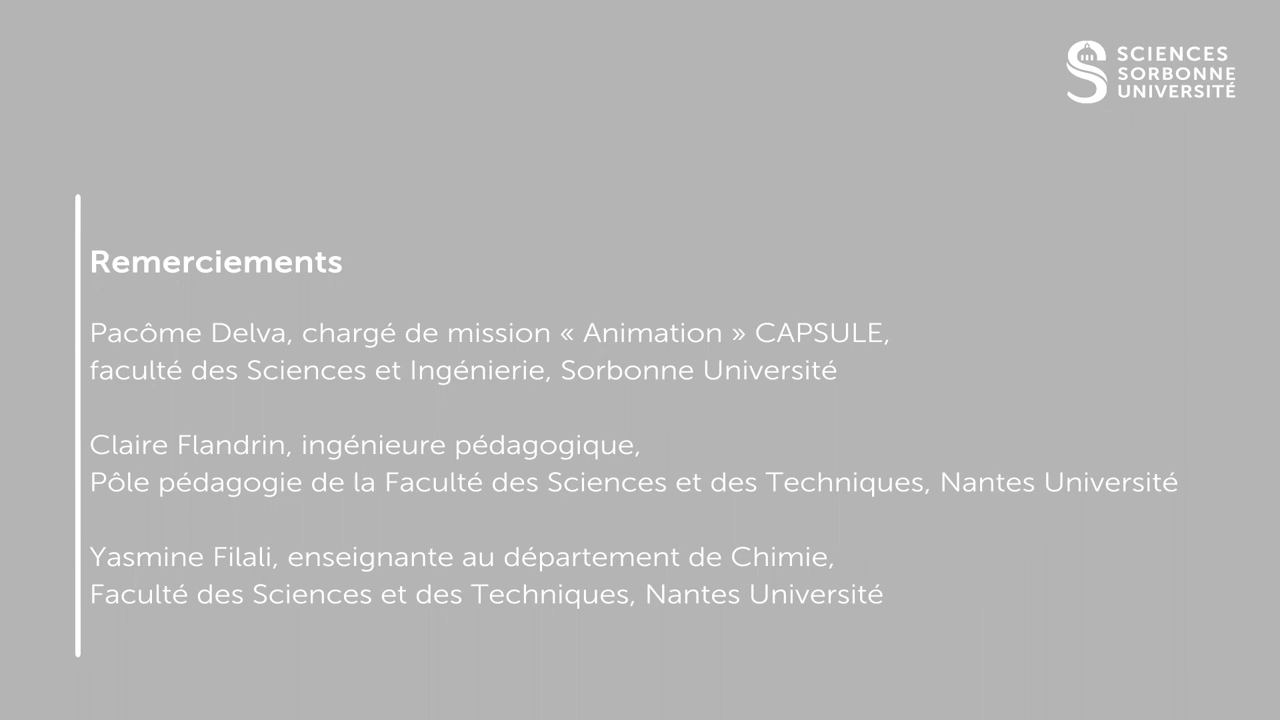 SCIENCES
SORBONNE
UNIVERSITÉ
Remerciements
Pacôme Delva, chargé de mission « Animation » CAPSULE,
faculté des Sciences et Ingénierie, Sorbonne Université
Claire Flandrin, ingénieure pédagogique,
Pôle pédagogie de la Faculté des Sciences et des Techniques, Nantes Université
Yasmine Filali, enseignante au département de Chimie,
Faculté des Sciences et des Techniques, Nantes Université